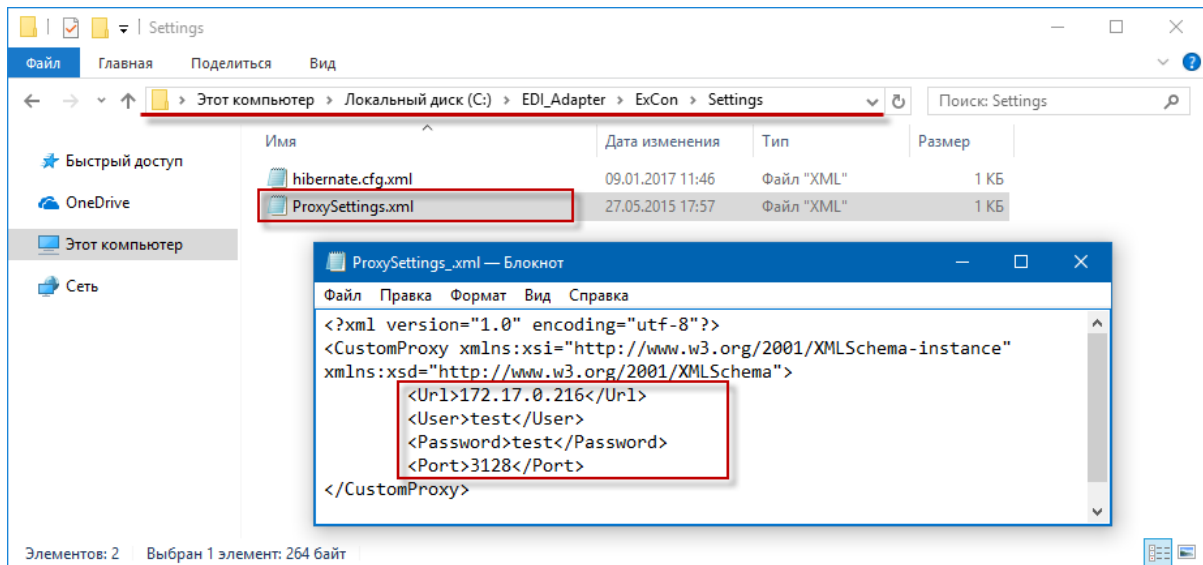 Settings
Файл Главная Поделиться Вид
Этот компьютер > Локальный диск (C:) > EDI_Adapter > ExCon > Settings
Поиск: Settings
Имя Дата изменения Тип Размер
Быстрый доступ
hibernate.cfg.xml 09.01.2017 11:46 Файл "XML" 1 КБ
OneDrive
ProxySettings.xml 27.05.2015 17:57 Файл "XML" 1 КБ
Этот компьютер
Сеть
ProxySettings_.xml — Блокнот
Файл Правка Формат Вид Справка
<?xml version="1.0" encoding="utf-8"?>
<CustomProxy xmlns:xsi="http://www.w3.org/2001/XMLSchema-instance"
xmlns:xsd="http://www.w3.org/2001/XMLSchema">
<Url>172.17.0.216</Url>
<User>test</User>
<Password>test</Password>
<Port>3128</Port>
</CustomProxy>
Элементов: 2 Выбран 1 элемент: 264 байт